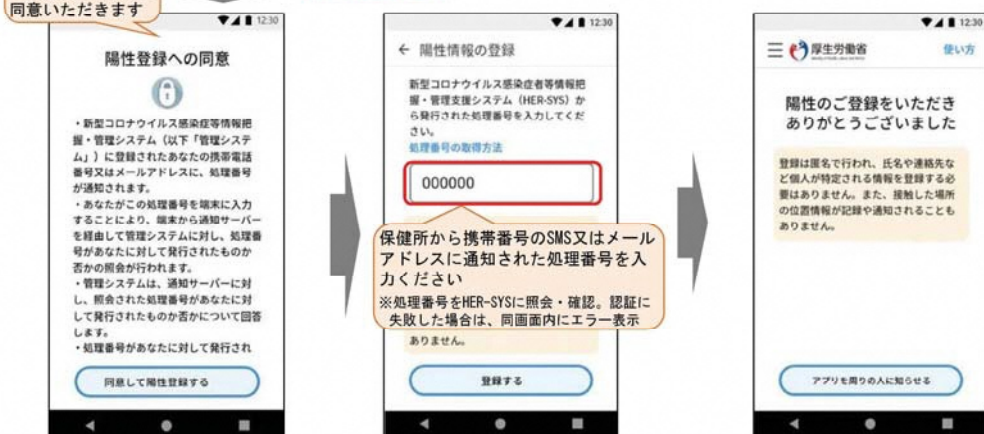 同意いただきます
12:30
陽性登録への同意
・新型コロナウイルス感染症等情報把
握・管理システム（以下「管理システ
ム」）に登録されたあなたの携帯電話
番号又はメールアドレスに、処理番号
が通知されます。
・あなたがこの処理番号を端末に入力
することにより、端末から通知サーバー
を経由して管理システムに対し、処理番
号があなたに対して発行されたものか
否かの照会が行われます。
・管理システムは、通知サーバーに対
し、照会された処理番号があなたに対
して発行されたものか否かについて回答
します。
・処理番号があなたに対して発行され
同意して陽性登録する
12:30
← 陽性情報の登録
新型コロナウイルス感染症者等情報把
握・管理支援システム（HER-SYS）か
ら発行された処理番号を入力してくだ
さい。
処理番号の取得方法
000000
保健所から携帯番号のSMS又はメール
アドレスに通知された処理番号を入
力ください
※処理番号をHER-SYSに照会・確認。認証に
失敗した場合は、同画面内にエラー表示
ありません。
登録する
12:30
厚生労働省
使い方
陽性のご登録をいただき
ありがとうございました
登録は匿名で行われ、氏名や連絡先な
ど個人が特定される情報を登録する必
要はありません。また、接触した場所
の位置情報が記録や通知されることも
ありません。
アプリを周りの人に知らせる